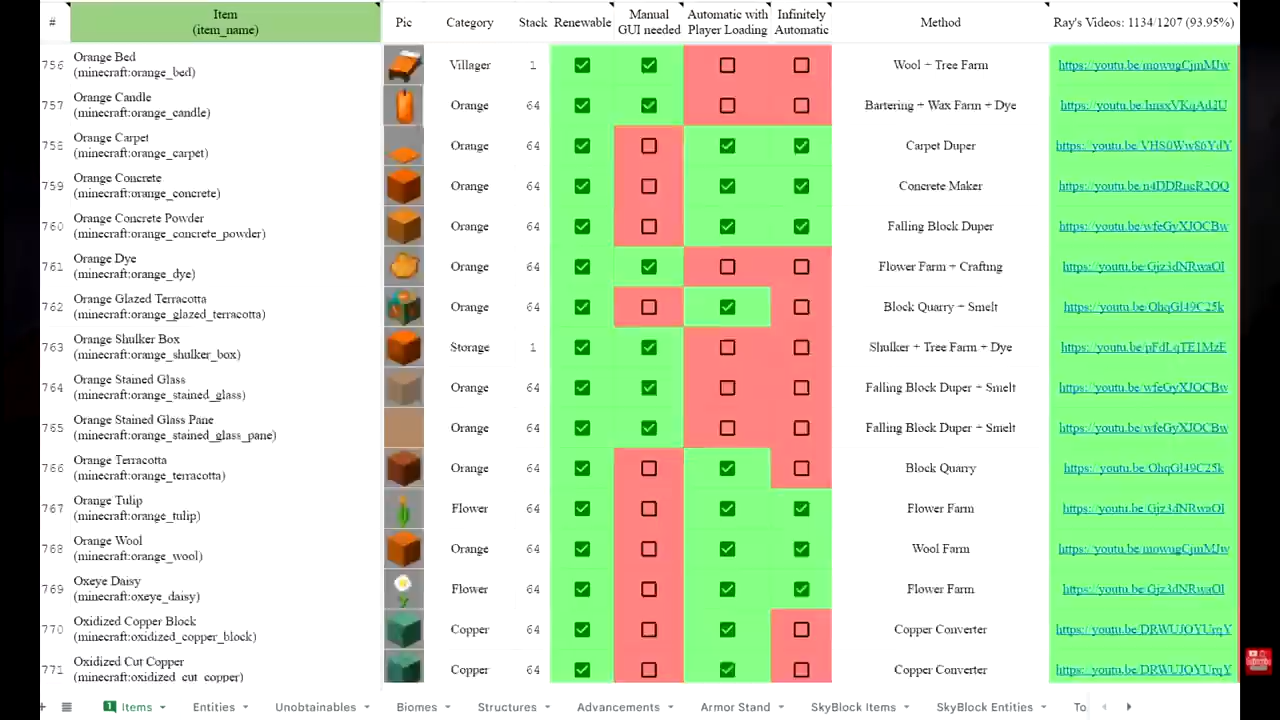 # Item (item_name) Pic Category Stack Renewable Manual GUI needed Automatic with Player Loading Infinitely Automatic Method Ray's Videos: 1134/1207 (93.95%)
756 Orange Bed (minecraft:orange_bed) Villager 1 Wool + Tree Farm
757 Orange Candle (minecraft:orange_candle) Orange 64 Bartering + Wax Farm + Dye
758 Orange Carpet (minecraft:orange_carpet) Orange 64 Carpet Duper
759 Orange Concrete (minecraft:orange_concrete) Orange 64 Concrete Maker
760 Orange Concrete Powder (minecraft:orange_concrete_powder) Orange 64 Falling Block Duper
761 Orange Dye (minecraft:orange_dye) Orange 64 Flower Farm + Crafting
762 Orange Glazed Terracotta (minecraft:orange_glazed_terracotta) Orange 64 Block Quarry + Smelt
763 Orange Shulker Box (minecraft:orange_shulker_box) Storage 1 Shulker + Tree Farm + Dye
764 Orange Stained Glass (minecraft:orange_stained_glass) Orange 64 Falling Block Duper + Smelt
765 Orange Stained Glass Pane (minecraft:orange_stained_glass_pane) Orange 64 Falling Block Duper + Smelt
766 Orange Terracotta (minecraft:orange_terracotta) Orange 64 Block Quarry
767 Orange Tulip (minecraft:orange_tulip) Flower 64 Flower Farm
768 Orange Wool (minecraft:orange_wool) Orange 64 Wool Farm
769 Oxeye Daisy (minecraft:oxeye_daisy) Flower 64 Flower Farm
770 Oxidized Copper Block (minecraft:oxidized_copper_block) Copper 64 Copper Converter
771 Oxidized Cut Copper (minecraft:oxidized_cut_copper) Copper 64 Copper Converter
1 Items Entities Unobtainables Biomes Structures Advancements Armor Stand SkyBlock Items SkyBlock Entities To